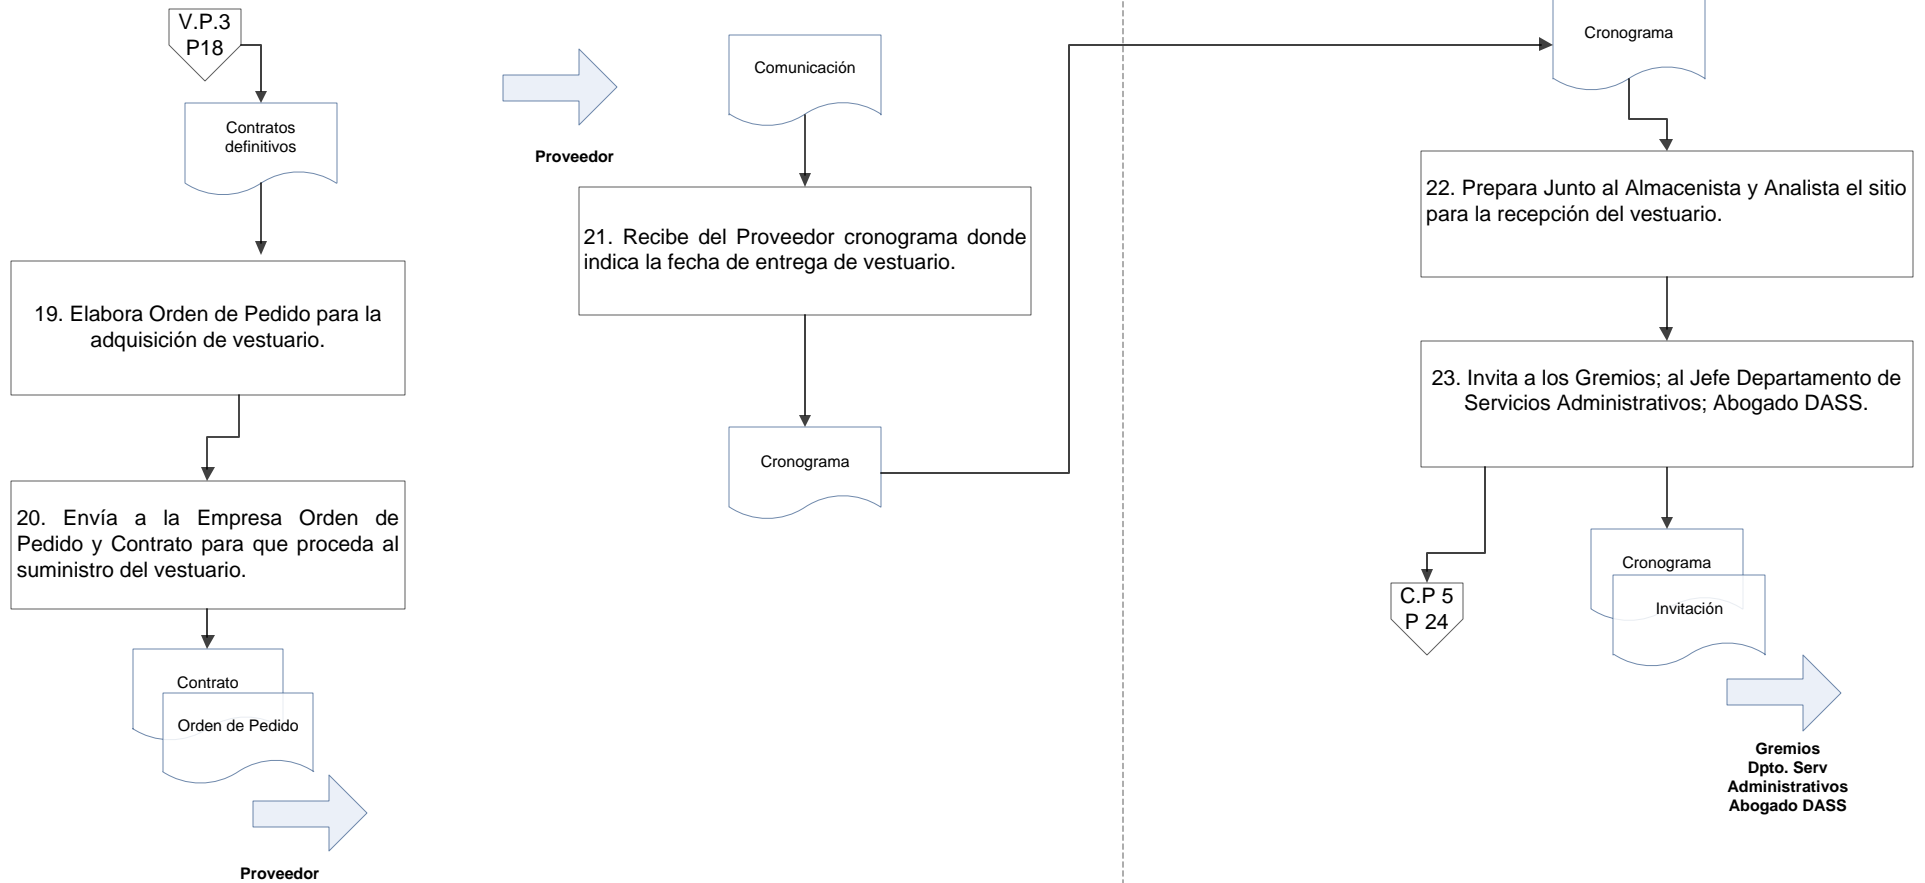 V.P.3
P18
Contratos
definitivos
19. Elabora Orden de Pedido para la
adquisición de vestuario.
20. Envía a la Empresa Orden de
Pedido y Contrato para que proceda al
suministro del vestuario.
Contrato
Orden de Pedido
Proveedor
Proveedor
Comunicación
21. Recibe del Proveedor cronograma donde
indica la fecha de entrega de vestuario.
Cronograma
Cronograma
22. Prepara Junto al Almacenista y Analista el sitio
para la recepción del vestuario.
23. Invita a los Gremios; al Jefe Departamento de
Servicios Administrativos; Abogado DASS.
C.P 5
P 24
Cronograma
Invitación
Gremios
Dpto. Serv
Administrativos
Abogado DASS